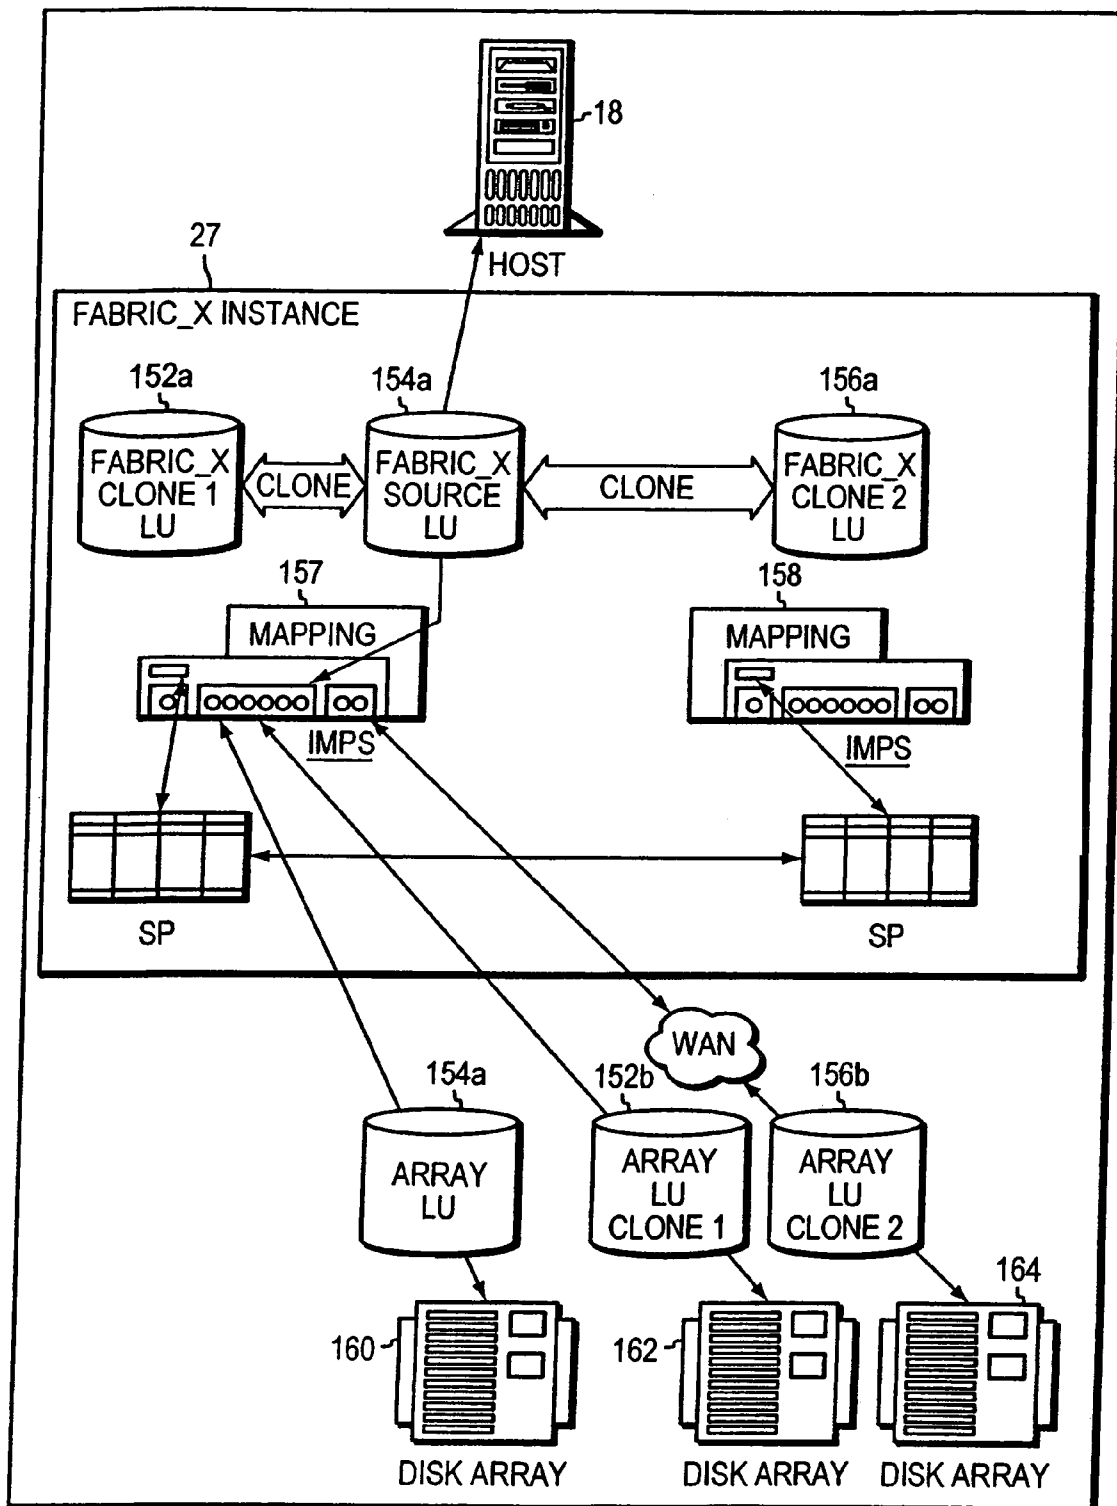 18
HOST
27
FABRIC_X INSTANCE
152a
154a
156a
FABRIC_X
CLONE 1
LU
CLONE
FABRIC_X
SOURCE
LU
CLONE
FABRIC_X
CLONE 2
LU
157
MAPPING
IMPS
158
MAPPING
IMPS
SP
SP
WAN
154a
152b
156b
ARRAY
LU
ARRAY
LU
CLONE 1
ARRAY
LU
CLONE 2
160
162
164
DISK ARRAY
DISK ARRAY
DISK ARRAY